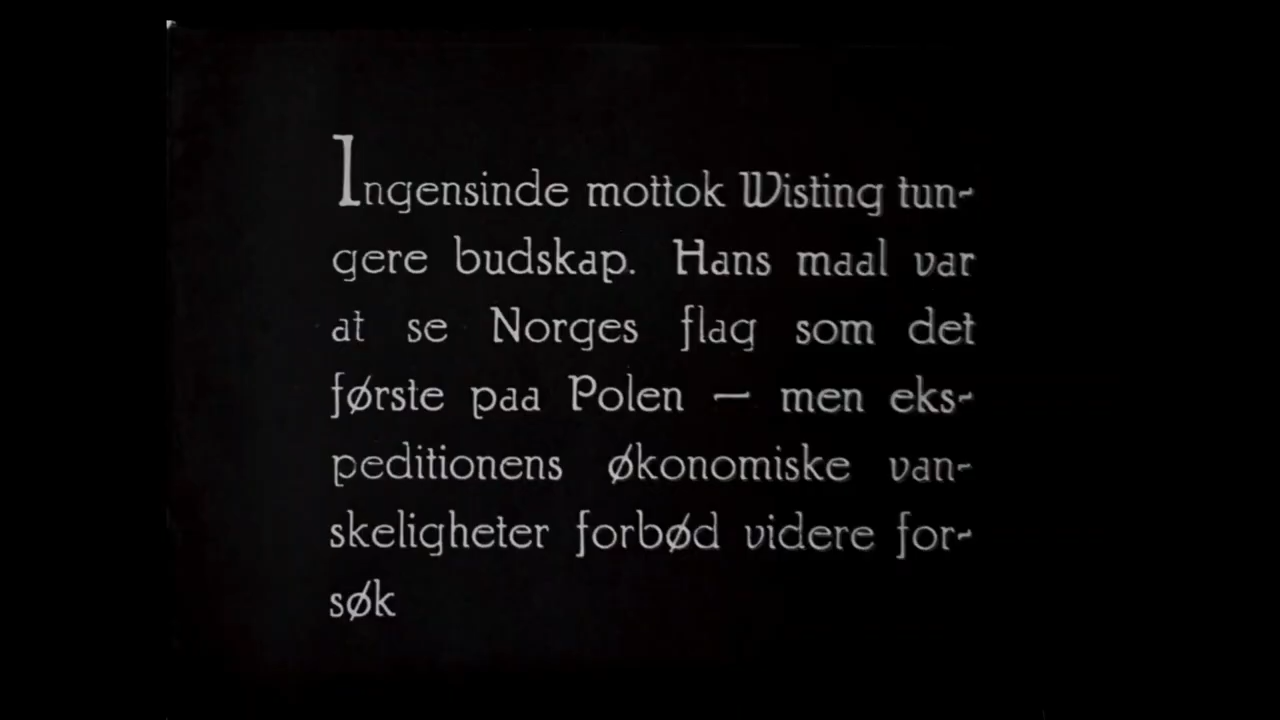 Ingensinde mottok Wisting tun-
gere budskap. Hans maal var
at se Norges flag som det
første paa Polen — men eks-
peditionens økonomiske van-
skeligheter forbød videre for-
søk